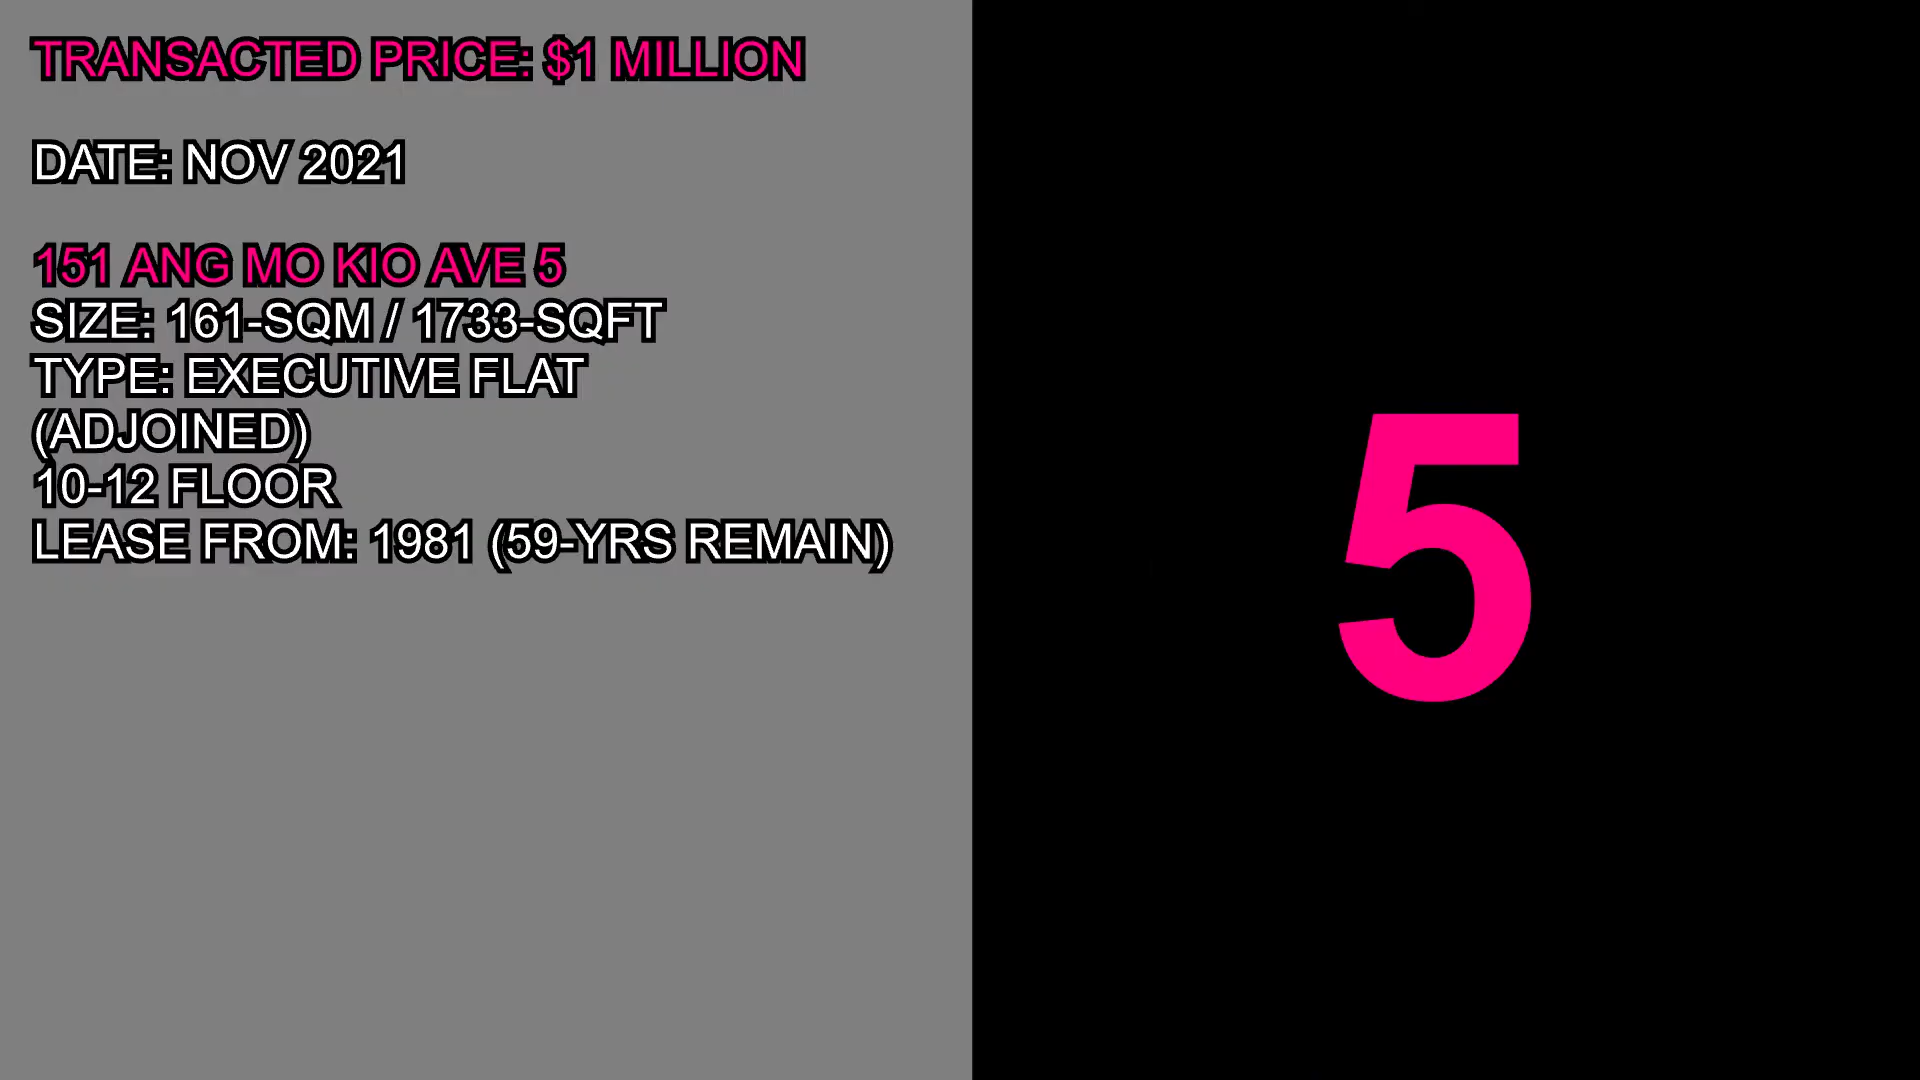 TRANSACTED PRICE: $1 MILLION
DATE: NOV 2021
151 ANG MO KIO AVE 5
SIZE: 161-SQM / 1733-SQFT
TYPE: EXECUTIVE FLAT
(ADJOINED)
10-12 FLOOR
LEASE FROM: 1981 (59-YRS REMAIN)
5